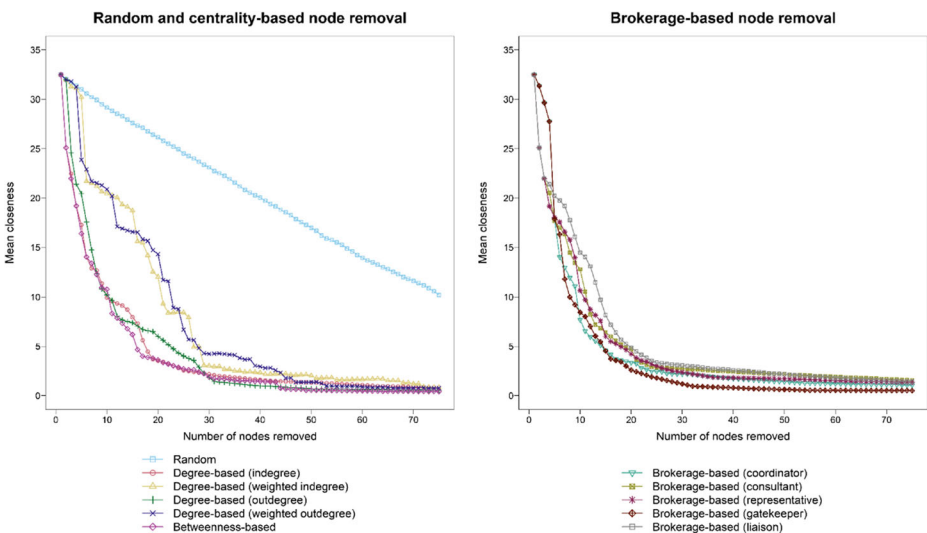 Random and centrality-based node removal
35
30
25
20
15
10
5
0
Mean closeness
0 10 20 30 40 50 60 70
Number of nodes removed
Random
Degree-based (indegree)
Degree-based (weighted indegree)
Degree-based (outdegree)
Degree-based (weighted outdegree)
Betweenness-based
Brokerage-based node removal
35
30
25
20
15
10
5
0
Mean closeness
0 10 20 30 40 50 60 70
Number of nodes removed
Brokerage-based (coordinator)
Brokerage-based (consultant)
Brokerage-based (representative)
Brokerage-based (gatekeeper)
Brokerage-based (liaison)